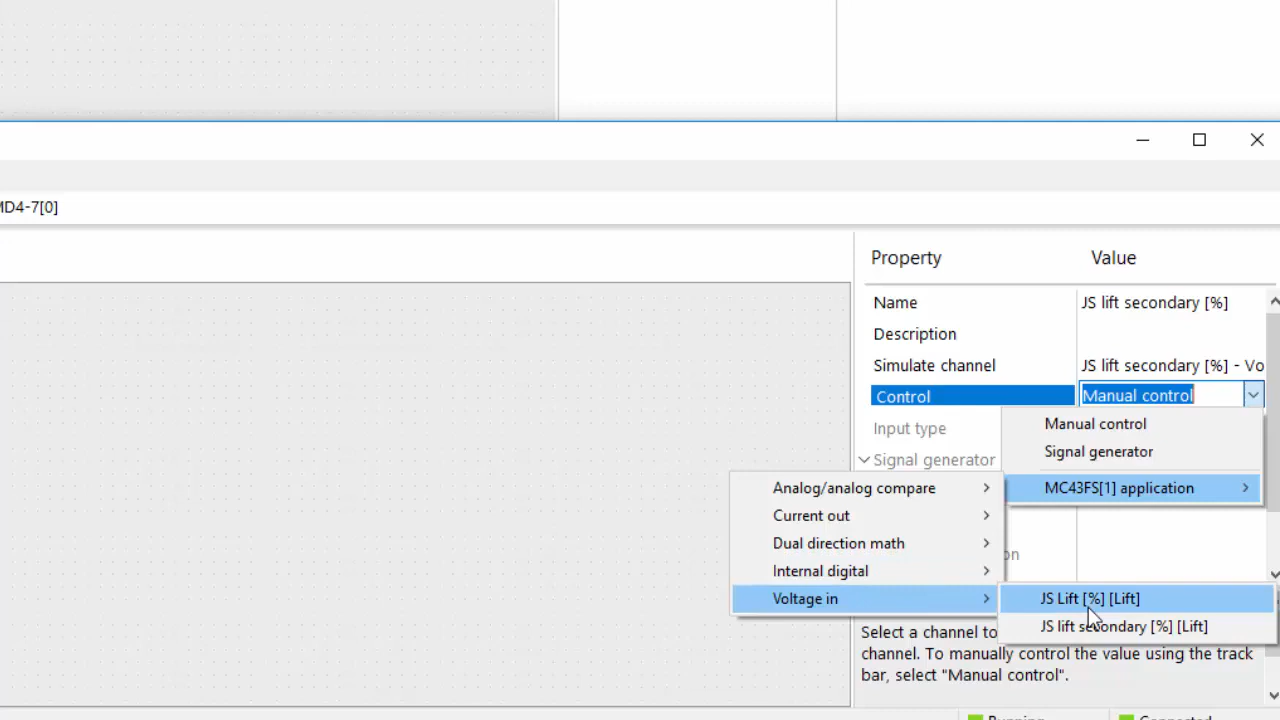 MD4-7[0]
Property Value
Name JS lift secondary [%]
Description
Simulate channel JS lift secondary [%] - Vo
Control Manual control
Input type Manual control
Signal generator Signal generator
Analog/analog compare MC43FS[1] application
Current out
Dual direction math on
Internal digital
Voltage in JS Lift [%] [Lift]
JS lift secondary [%] [Lift]
Select a channel to
channel. To manually control the value using the track
bar, select "Manual control".
Running Connected